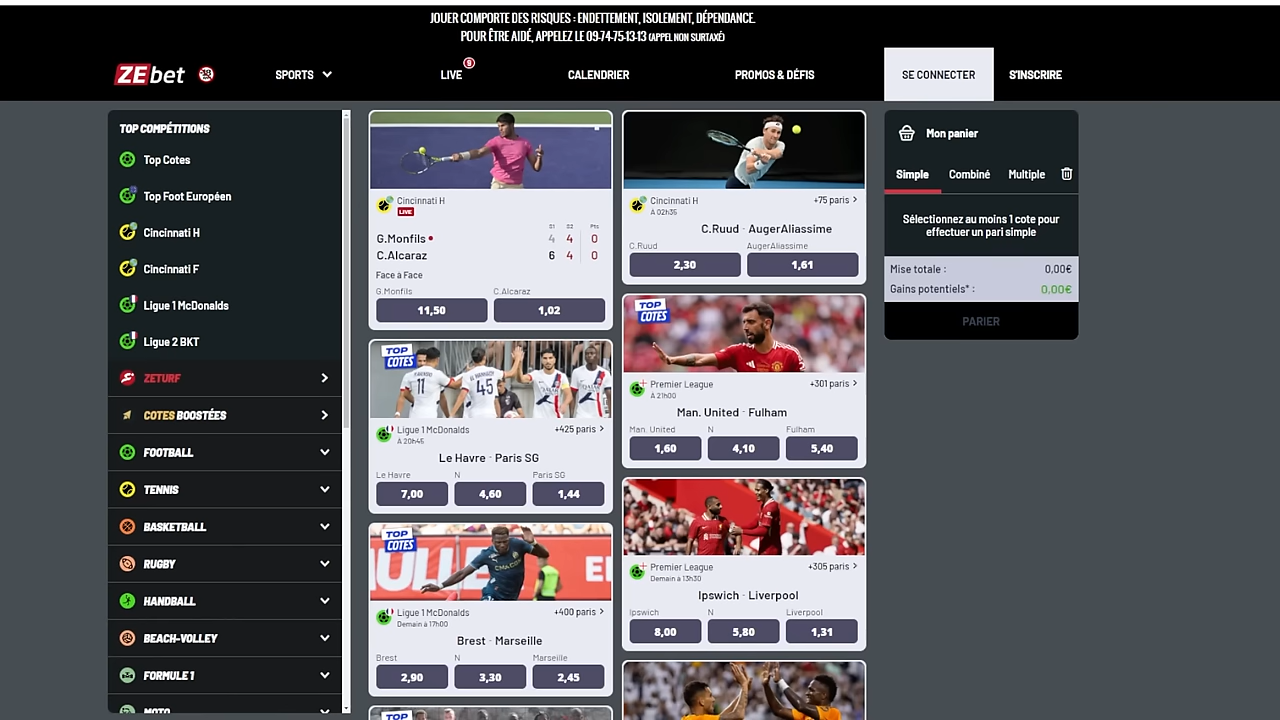 JOUER COMPORTE DES RISQUES : ENDETTEMENT, ISOLEMENT, DÉPENDANCE.
POUR ÊTRE AIDÉ, APPELEZ LE 09-74-75-13-13 (APPEL NON SURTAXÉ)
ZEbet
SPORTS
LIVE
9
CALENDRIER
PROMOS & DÉFIS
SE CONNECTER
S'INSCRIRE
TOP COMPÉTITIONS
Top Cotes
Top Foot Européen
Cincinnati H
Cincinnati F
Ligue 1 McDonalds
Ligue 2 BKT
ZETURF
COTES BOOSTÉES
FOOTBALL
TENNIS
BASKETBALL
RUGBY
HANDBALL
BEACH-VOLLEY
FORMULE 1
MOTO
Cincinnati H
LIVE
S1 S2 Pts
G.Monfils 4 4 0
C.Alcaraz 6 4 0
Face à Face
G.Monfils C.Alcaraz
11,50 1,02
TOP COTES
11
45
Ligue 1 McDonalds +425 paris
À 20h45
Le Havre - Paris SG
Le Havre N Paris SG
7,00 4,60 1,44
TOP COTES
Ligue 1 McDonalds +400 paris
Demain à 17h00
Brest - Marseille
Brest N Marseille
2,90 3,30 2,45
TOP
Cincinnati H +75 paris
À 02h35
C.Ruud - AugerAliassime
C.Ruud AugerAliassime
2,30 1,61
TOP COTES
Premier League +301 paris
À 21h00
Man. United - Fulham
Man. United N Fulham
1,60 4,10 5,40
Premier League +305 paris
Demain à 13h30
Ipswich - Liverpool
Ipswich N Liverpool
8,00 5,80 1,31
Mon panier
Simple Combiné Multiple
Sélectionnez au moins 1 cote pour
effectuer un pari simple
Mise totale : 0,00€
Gains potentiels* : 0,00€
PARIER